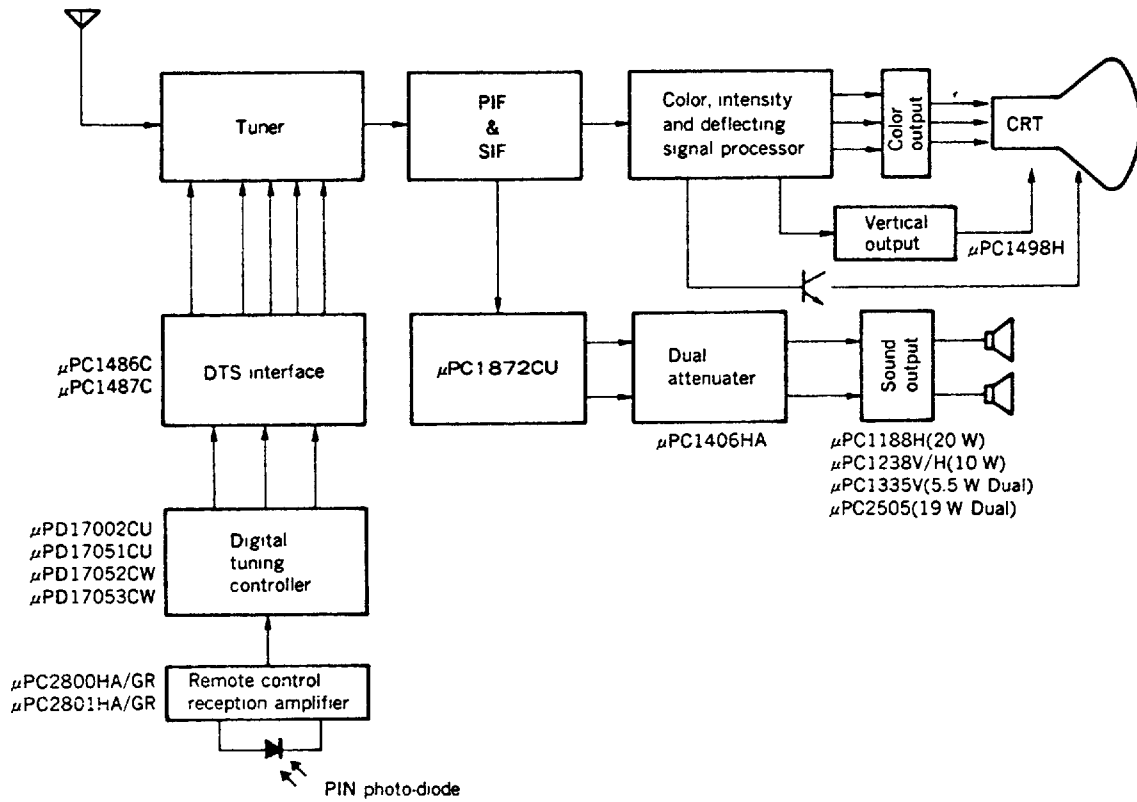 Tuner
PIF
&
SIF
Color, intensity
and deflecting
signal processor
Color
output
CRT
Vertical
output
μPC1498H
μPC1486C
μPC1487C
DTS interface
μPC1872CU
Dual
attenuater
μPC1406HA
Sound
output
μPC1188H(20 W)
μPC1238V/H(10 W)
μPC1335V(5.5 W Dual)
μPC2505(19 W Dual)
μPD17002CU
μPD17051CU
μPD17052CW
μPD17053CW
Digital
tuning
controller
μPC2800HA/GR
μPC2801HA/GR
Remote control
reception amplifier
PIN photo-diode